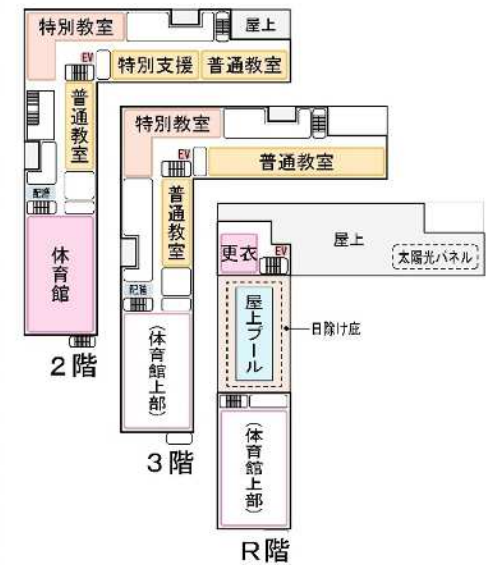 特別教室
屋上
EV
特別支援
普通教室
普通教室
配膳
体育館
2階
特別教室
EV
普通教室
普通教室
配膳
(体育館上部)
3階
屋上
更衣
EV
太陽光パネル
屋上プール
日除け庇
(体育館上部)
R階